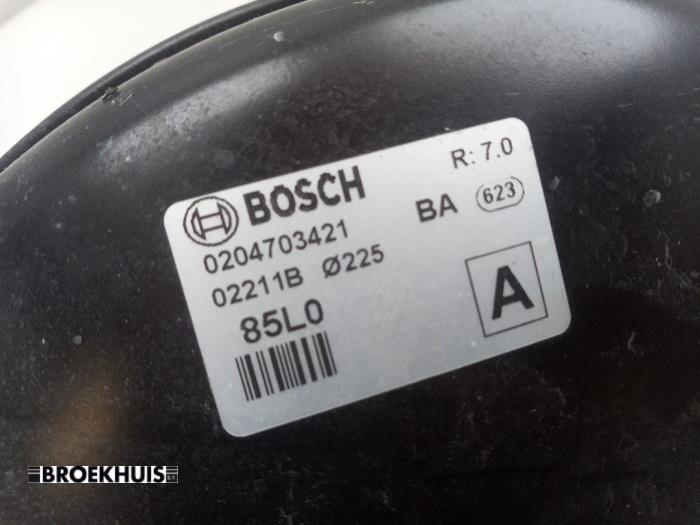 BOSCH R: 7.0
0204703421 BA 623
02211B Ø225
85L0 A
BROEKHUIS B.V.